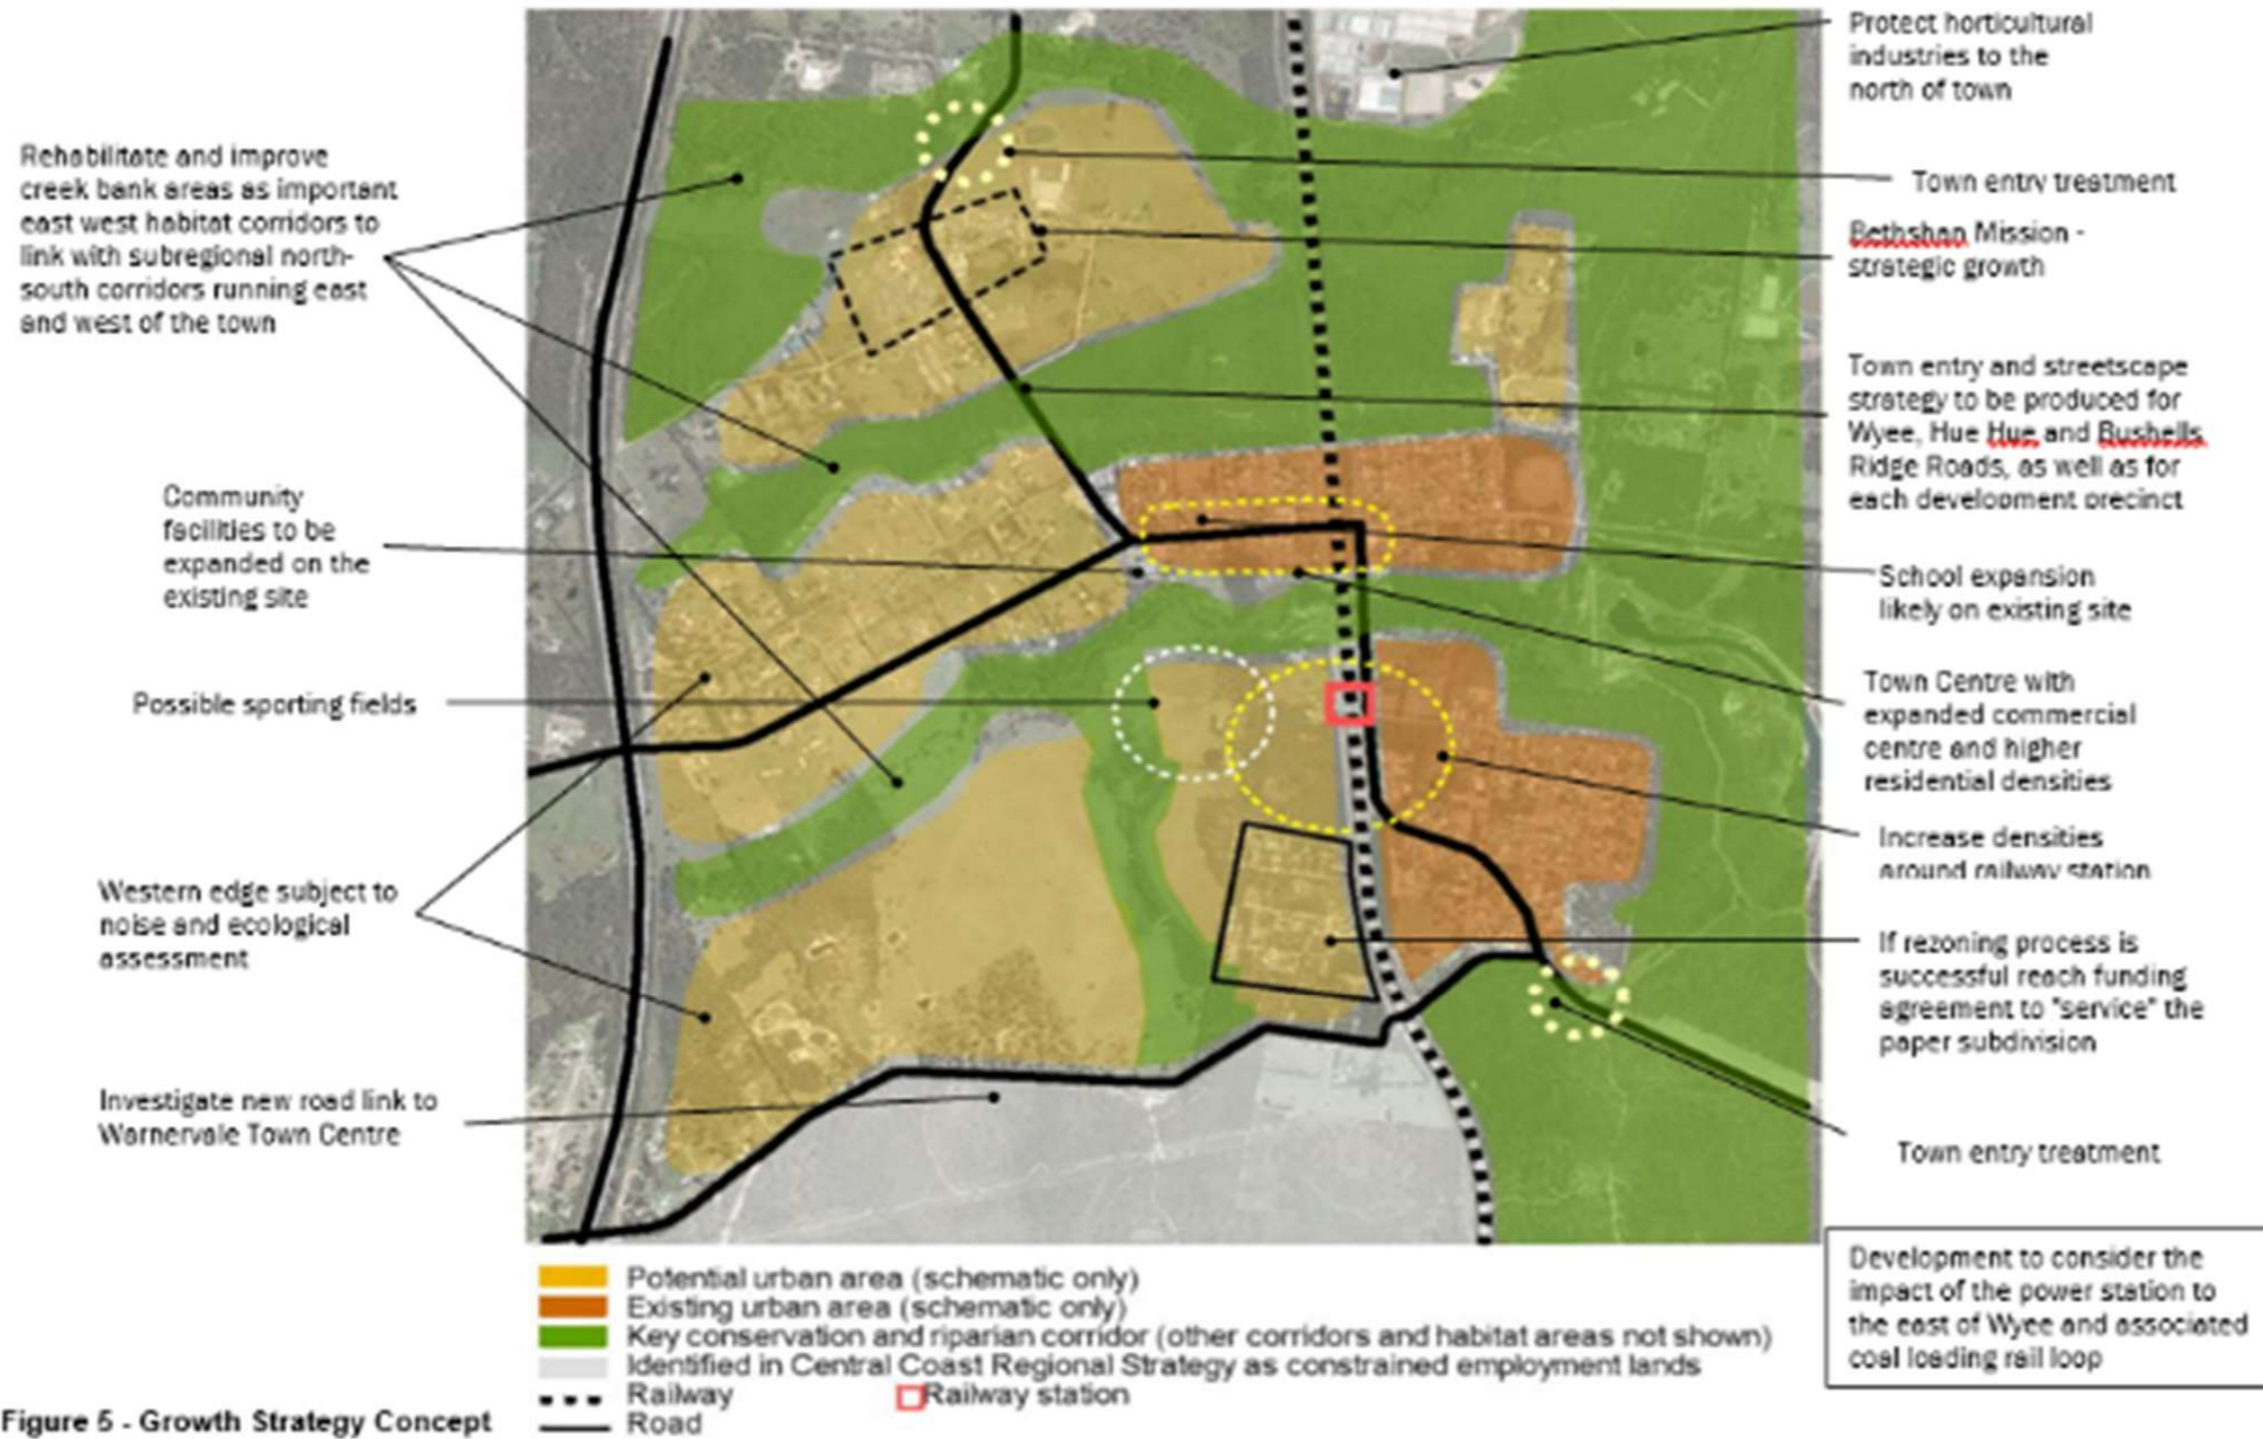 Protect horticultural
industries to the
north of town
Rehabilitate and improve
creek bank areas as important
east west habitat corridors to
link with subregional north-
south corridors running east
and west of the town
Town entry treatment
Bethshan Mission -
strategic growth
Town entry and streetscape
strategy to be produced for
Wyee, Hue Hue and Bushells
Ridge Roads, as well as for
each development precinct
Community
facilities to be
expanded on the
existing site
School expansion
likely on existing site
Possible sporting fields
Town Centre with
expanded commercial
centre and higher
residential densities
Increase densities
around railway station
Western edge subject to
noise and ecological
assessment
If rezoning process is
successful reach funding
agreement to "service" the
paper subdivision
Investigate new road link to
Warnervale Town Centre
Town entry treatment
Development to consider the
impact of the power station to
the east of Wyee and associated
coal loading rail loop
Potential urban area (schematic only)
Existing urban area (schematic only)
Key conservation and riparian corridor (other corridors and habitat areas not shown)
Identified in Central Coast Regional Strategy as constrained employment lands
Railway
Railway station
Road
Figure 5 - Growth Strategy Concept